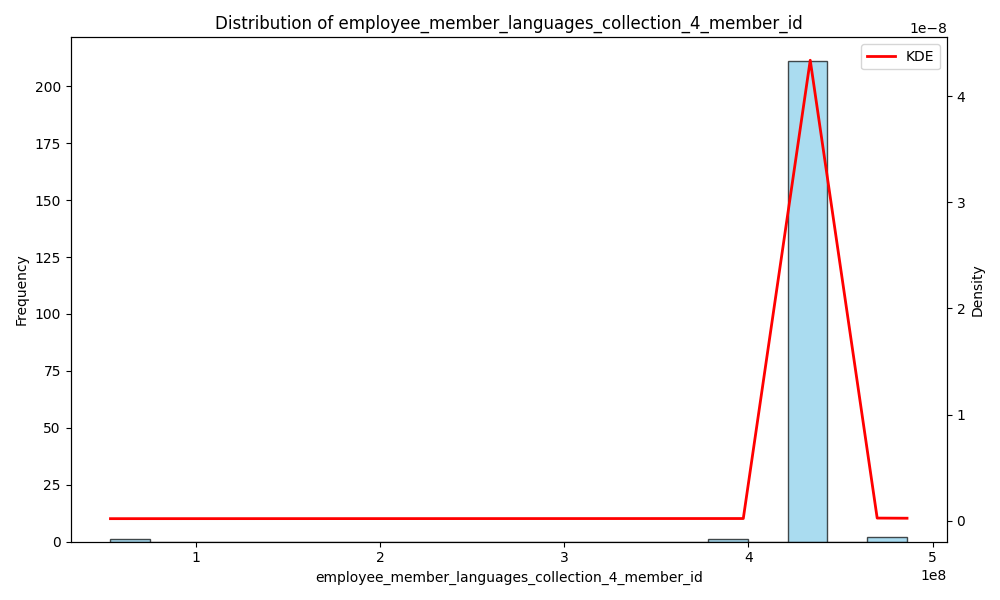 Distribution of employee_member_languages_collection_4_member_id
1e−8
KDE
200
175
150
125
100
75
50
25
0
Frequency
4
3
2
1
0
Density
1 2 3 4 5
1e8
employee_member_languages_collection_4_member_id